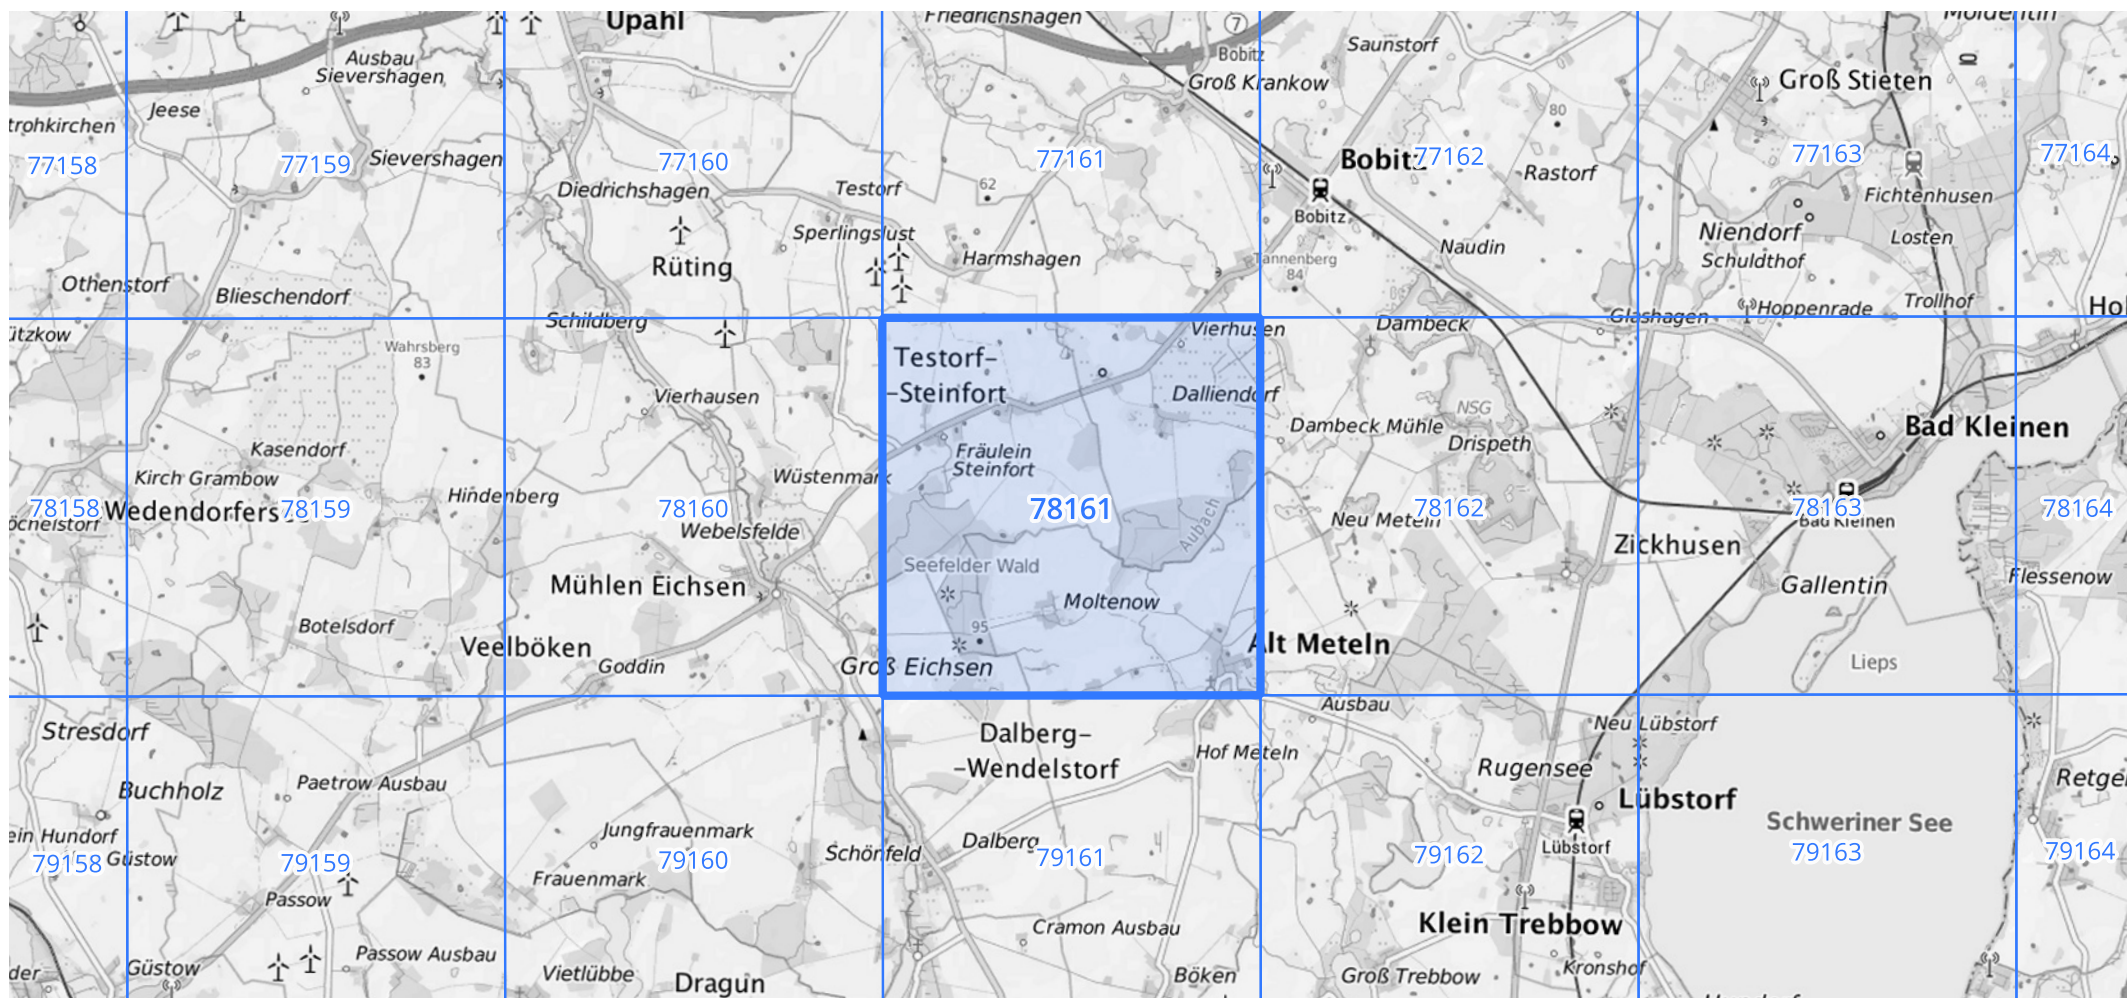 Upahl
Friedrichshagen
7
Bobitz
Saunstorf
Ausbau
Sievershagen
Groß Krankow
Groß Stieten
Jeese
80
trohkirchen
77158
77159
Sievershagen
77160
77161
Bobitz
77162
77163
77164
Diedrichshagen
Testorf
62
Rastorf
Bobitz
Fichtenhusen
Sperlingslust
Niendorf
Losten
Rüting
Harmshagen
Tannenberg
84
Naudin
Schuldthof
Othenstorf
Blieschendorf
Hoppenrade
Trollhof
Schildberg
Vierhusen
Dambeck
Glashagen
ützkow
Wahrsberg
83
Testorf-
-Steinfort
Vierhausen
Dalliendorf
NSG
Dambeck Mühle
Drispeth
Bad Kleinen
Kasendorf
Fräulein
Steinfort
Kirch Grambow
Wüstenmark
Hindenberg
78158
Wedendorfers
78159
78160
78161
78162
78163
78164
Neu Meteln
Bad Kleinen
Webelsfelde
Aubach
Zickhusen
Seefelder Wald
Mühlen Eichsen
Gallentin
Flessenow
Moltenow
Botelsdorf
95
Veelböken
Alt Meteln
Goddin
Groß Eichsen
Lieps
Stresdorf
Ausbau
Neu Lübstorf
Dalberg-
-Wendelstorf
Hof Meteln
Rugensee
Buchholz
Paetrow Ausbau
Lübstorf
Schweriner See
ein Hundorf
Jungfrauenmark
Dalberg
Lübstorf
79158
Güstow
79159
79160
Schönfeld
79161
79162
79163
79164
Frauenmark
Passow
Klein Trebbow
Cramon Ausbau
Passow Ausbau
Güstow
Vietlübbe
Dragun
Böken
Groß Trebbow
Kronshof